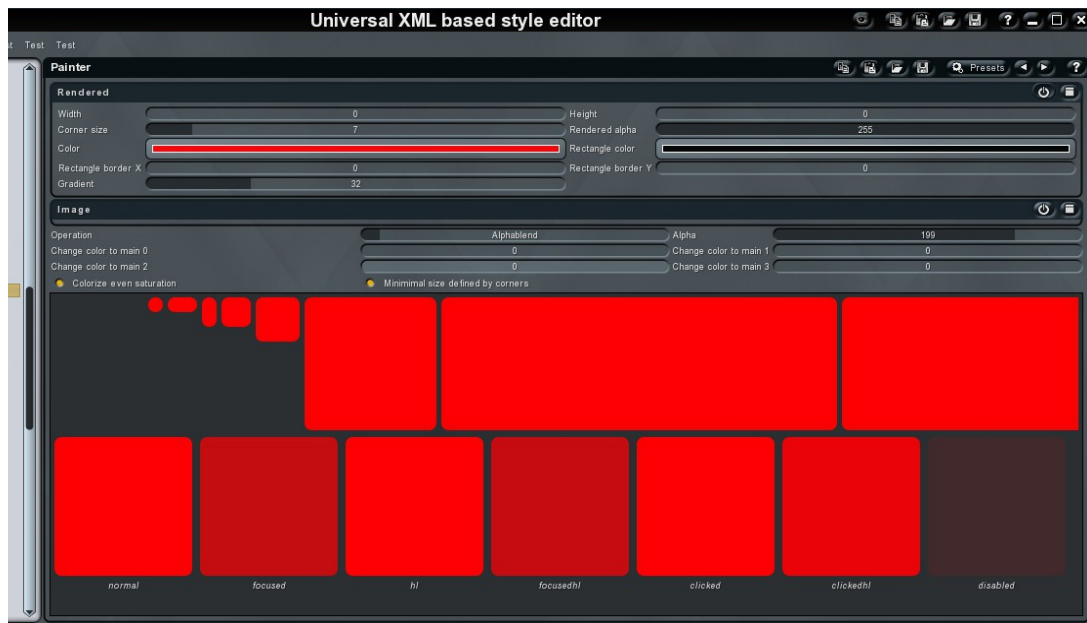 Universal XML based style editor ?
Test Test
Painter Presets ?
Rendered
Width 0 Height 0
Corner size 7 Rendered alpha 255
Color Rectangle color
Rectangle border X 0 Rectangle border Y 0
Gradient 32
Image
Operation Alphablend Alpha 199
Change color to main 0 0 Change color to main 1 0
Change color to main 2 0 Change color to main 3 0
Colorize even saturation Minimimal size defined by corners
normal focused hl focusedhl clicked clickedhl disabled